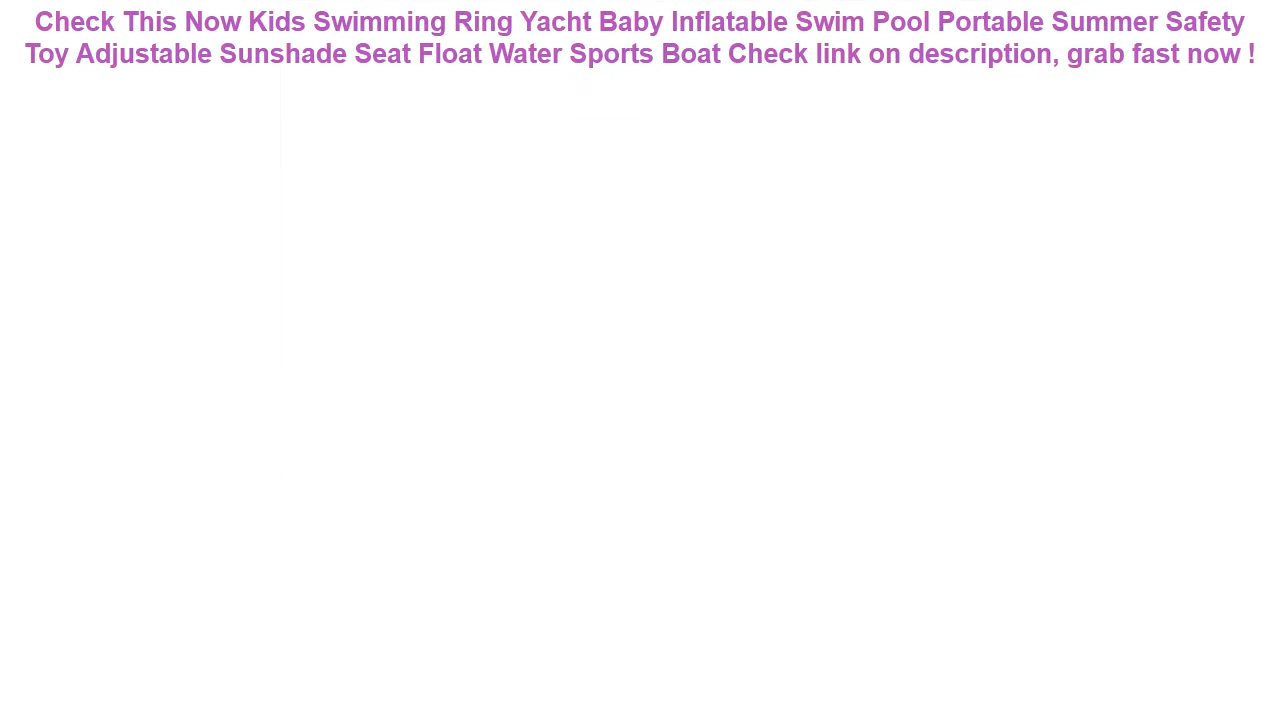 Check This Now Kids Swimming Ring Yacht Baby Inflatable Swim Pool Portable Summer Safety
Toy Adjustable Sunshade Seat Float Water Sports Boat Check link on description, grab fast now !